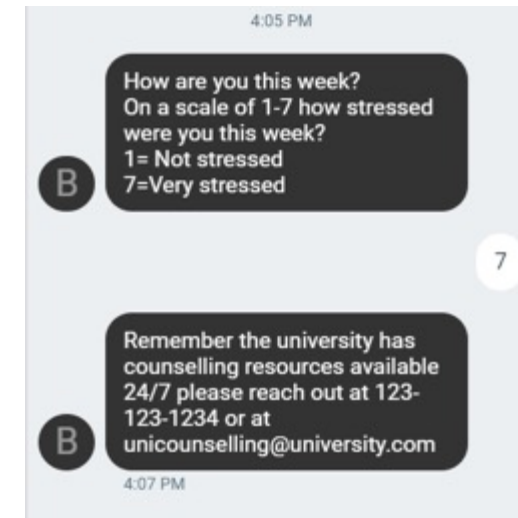 4:05 PM
How are you this week?
On a scale of 1-7 how stressed
were you this week?
1= Not stressed
7=Very stressed
B
7
Remember the university has
counselling resources available
24/7 please reach out at 123-
123-1234 or at
unicounselling@university.com
B
4:07 PM